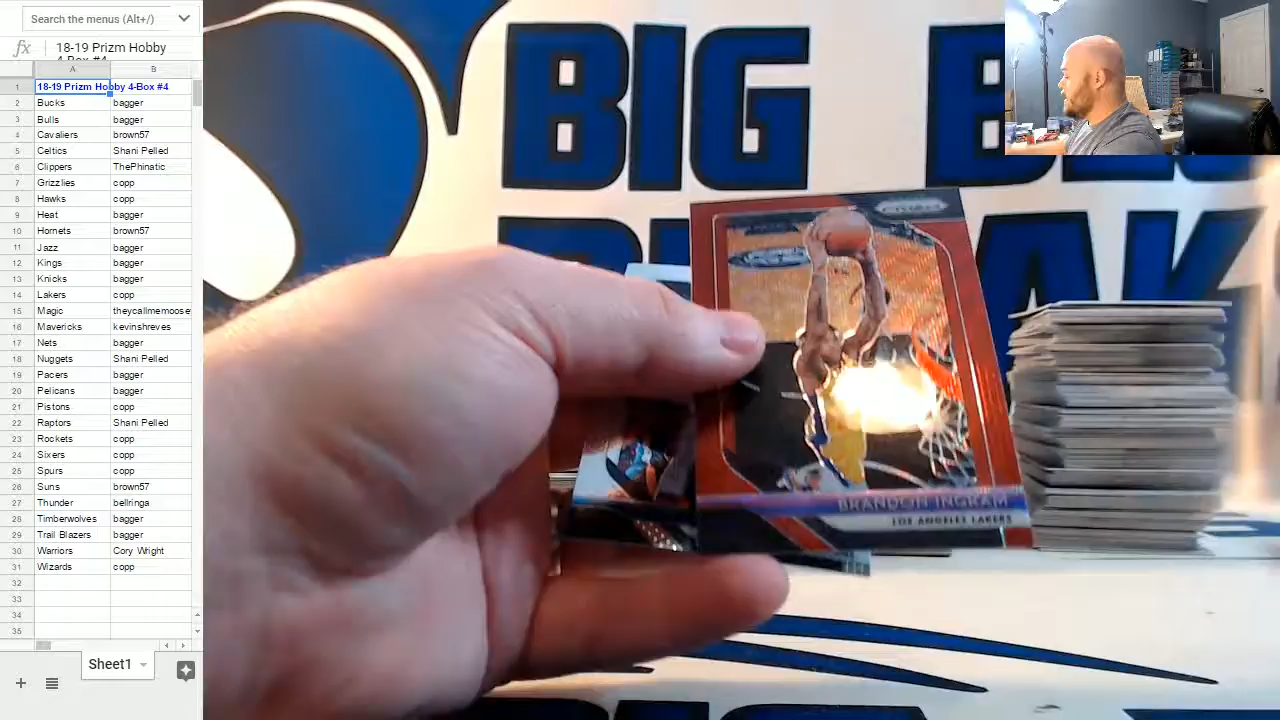 Search the menus (Alt+/)
fx 18-19 Prizm Hobby
A B
18-19 Prizm Hobby 4-Box #4
2 Bucks bagger
3 Bulls bagger
4 Cavaliers brown57
5 Celtics Shani Pelled
6 Clippers ThePhinatic
7 Grizzlies copp
8 Hawks copp
9 Heat bagger
10 Hornets brown57
11 Jazz bagger
12 Kings bagger
13 Knicks bagger
14 Lakers copp
15 Magic theycallmemoose
16 Mavericks kevinshreves
17 Nets bagger
18 Nuggets Shani Pelled
19 Pacers bagger
20 Pelicans bagger
21 Pistons copp
22 Raptors Shani Pelled
23 Rockets copp
24 Sixers copp
25 Spurs copp
26 Suns brown57
27 Thunder bellringa
28 Timberwolves bagger
29 Trail Blazers bagger
30 Warriors Cory Wright
31 Wizards copp
32
33
34
35
Sheet1
BIG
PRIZM
BRANDON INGRAM
LOS ANGELES LAKERS